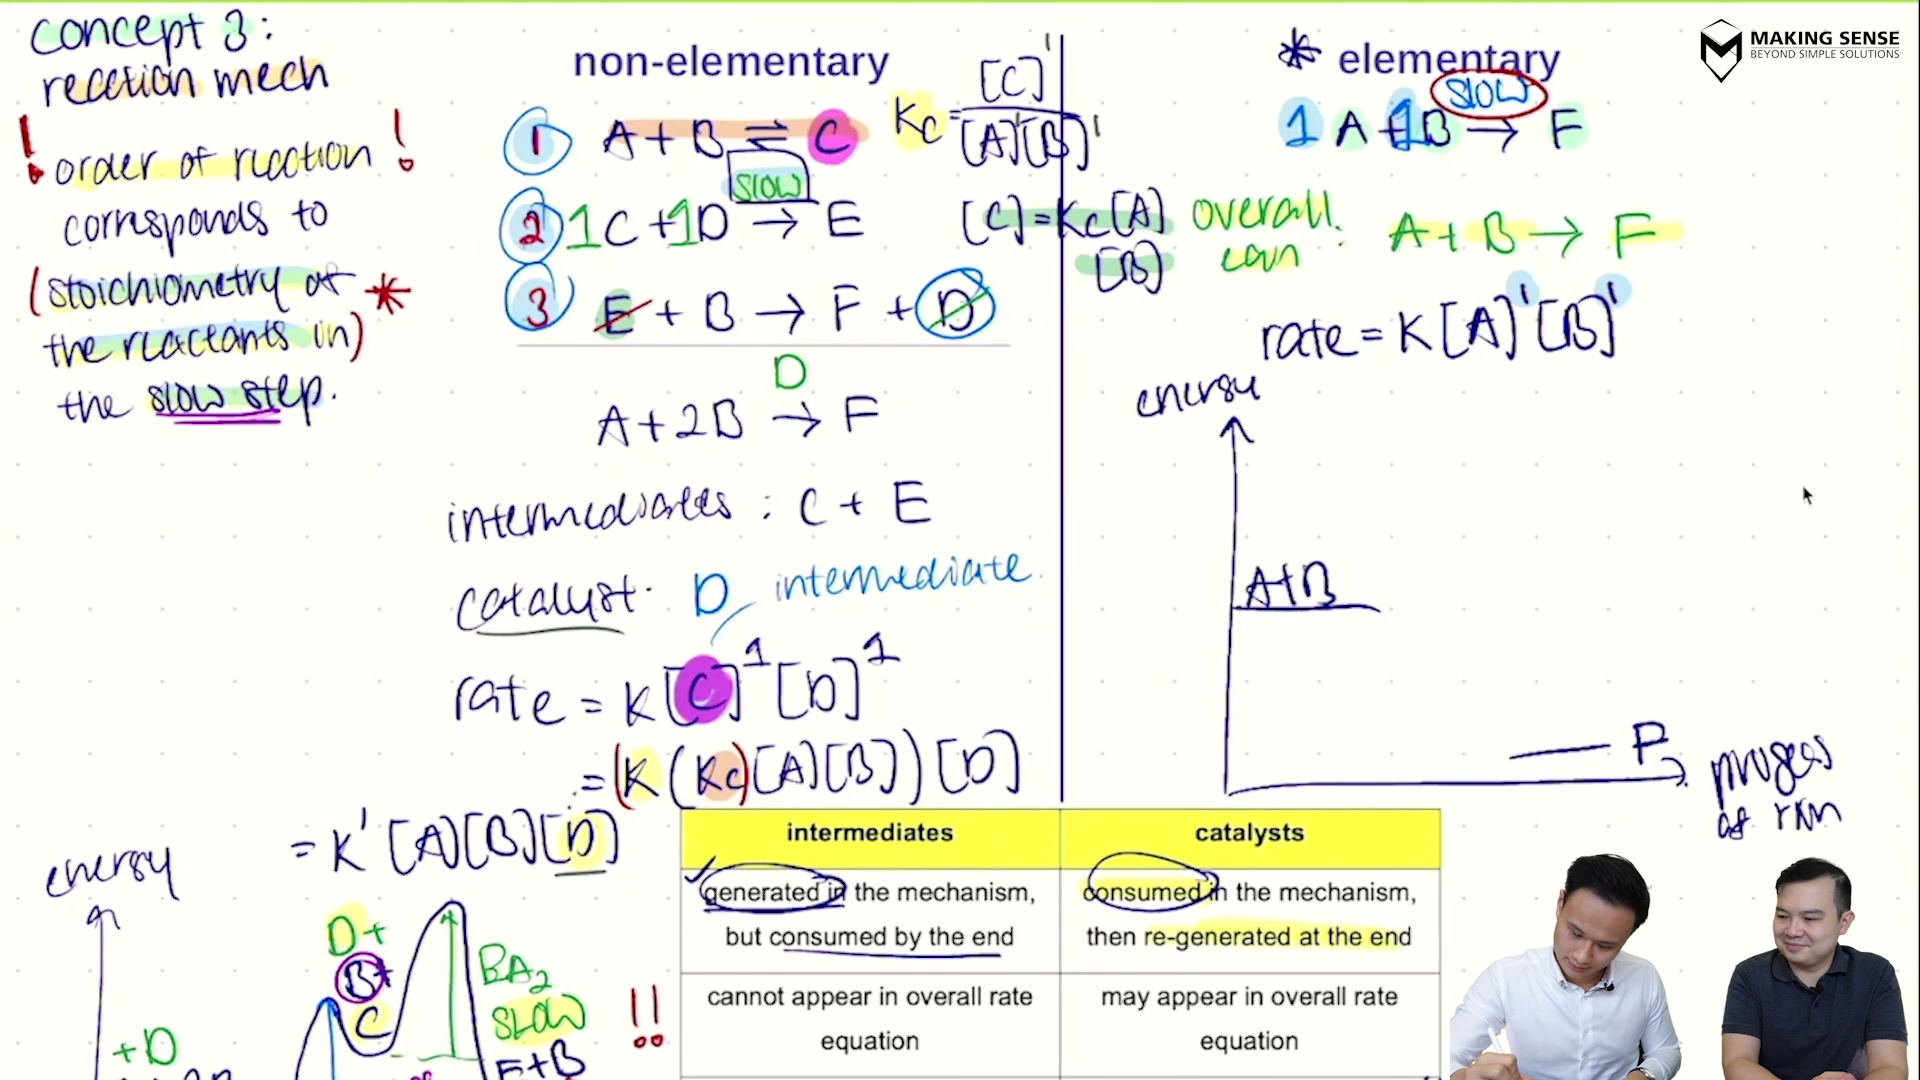 concept 3:
reaction mech
! order of reaction !
corresponds to
(stoichiometry of *
the reactants in)
the slow step.
non-elementary
1 A + B ⇌ C
slow
2 1C + 1D → E
3 E + B → F + D
D
A + 2B → F
intermediates : C + E
catalyst: D intermediate.
rate = K[C]¹[D]¹
= (K(Kc)[A][B])[D]
= K'[A][B][D]
Kc = [C]¹
[A]¹[B]¹
[C] = Kc[A]
[B]
* elementary
slow
1 A + 1B → F
overall
eqn
A + B → F
rate = K[A]¹[B]¹
energy
A+B
F
progress
of rxn
MAKING SENSE
BEYOND SIMPLE SOLUTIONS
energy
D+
B*
C
+D
SLOW
E+B
!!
intermediates
catalysts
generated in the mechanism,
but consumed by the end
consumed in the mechanism,
then re-generated at the end
cannot appear in overall rate
equation
may appear in overall rate
equation